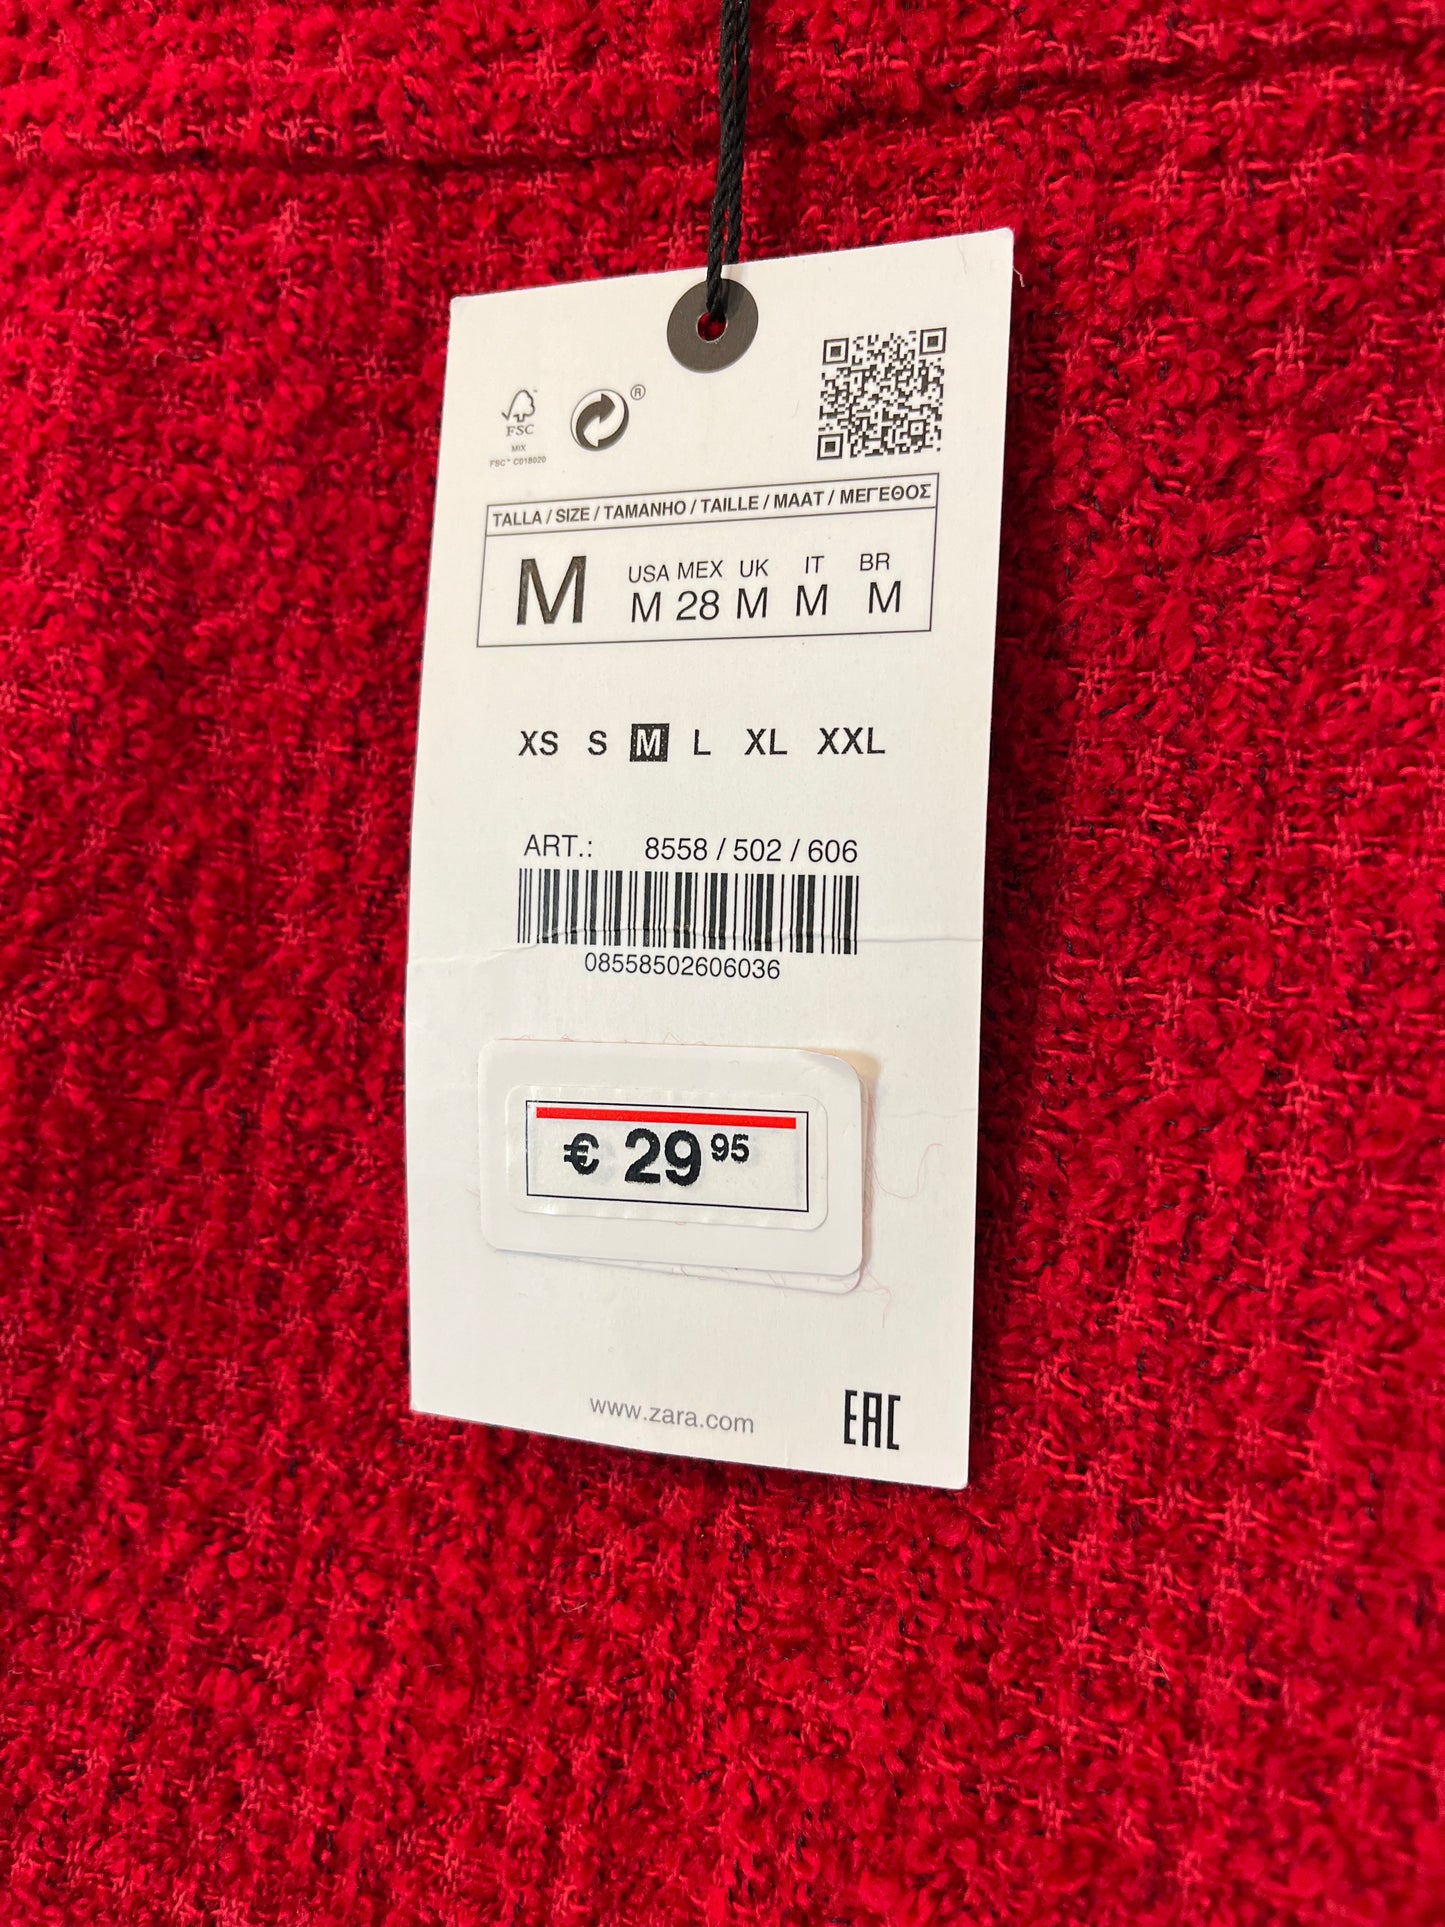 FSC
MIX
FSC™ C018020
®
TALLA / SIZE / TAMANHO / TAILLE / MAAT / ΜΕΓΕΘΟΣ
M
USA MEX UK IT BR
M 28 M M M
XS S M L XL XXL
ART.: 8558 / 502 / 606
08558502606036
€ 29 95
www.zara.com
EAC